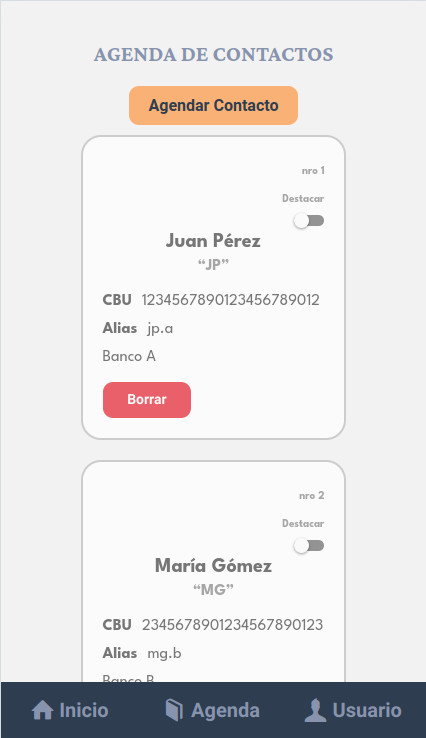 AGENDA DE CONTACTOS
Agendar Contacto
nro 1
Destacar
Juan Pérez
“JP”
CBU 1234567890123456789012
Alias jp.a
Banco A
Borrar
nro 2
Destacar
María Gómez
“MG”
CBU 2345678901234567890123
Alias mg.b
Banco B
Inicio Agenda Usuario